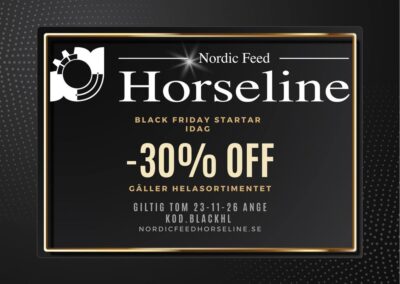 Nordic Feed
Horseline
BLACK FRIDAY STARTAR
IDAG
-30% OFF
GÄLLER HELASORTIMENTET
GILTIG TOM 23-11-26 ANGE
KOD.BLACKHL
NORDICFEEDHORSELINE.SE